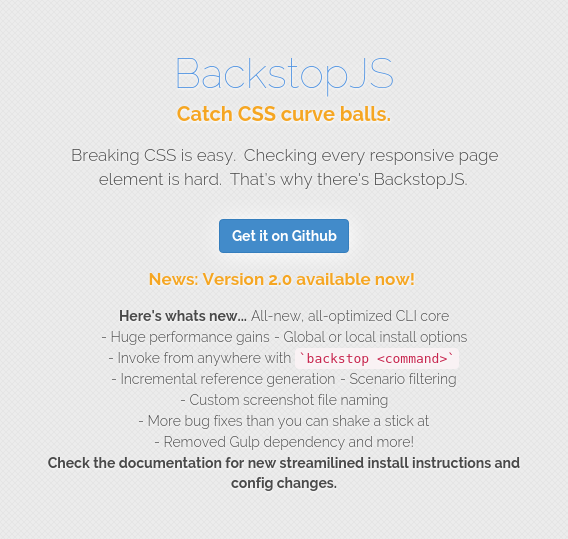 BackstopJS
Catch CSS curve balls.
Breaking CSS is easy. Checking every responsive page
element is hard. That's why there's BackstopJS.
Get it on Github
News: Version 2.0 available now!
Here's whats new... All-new, all-optimized CLI core
- Huge performance gains - Global or local install options
- Invoke from anywhere with `backstop <command>`
- Incremental reference generation - Scenario filtering
- Custom screenshot file naming
- More bug fixes than you can shake a stick at
- Removed Gulp dependency and more!
Check the documentation for new streamilined install instructions and
config changes.